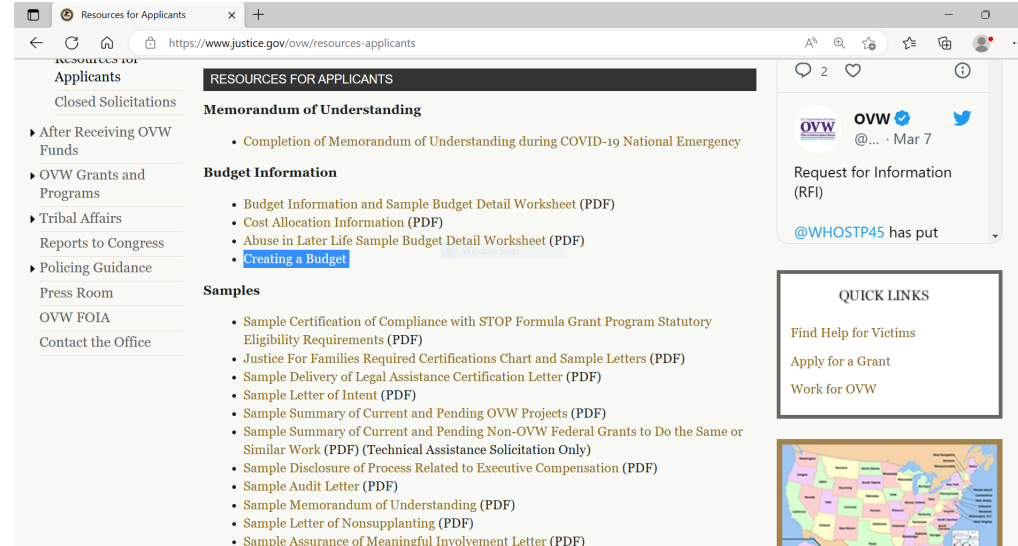 Resources for Applicants
https://www.justice.gov/ovw/resources-applicants
Resources for
Applicants
Closed Solicitations
After Receiving OVW
Funds
OVW Grants and
Programs
Tribal Affairs
Reports to Congress
Policing Guidance
Press Room
OVW FOIA
Contact the Office
RESOURCES FOR APPLICANTS
Memorandum of Understanding
Completion of Memorandum of Understanding during COVID-19 National Emergency
Budget Information
Budget Information and Sample Budget Detail Worksheet (PDF)
Cost Allocation Information (PDF)
Abuse in Later Life Sample Budget Detail Worksheet (PDF)
Creating a Budget
Window Snip
Samples
Sample Certification of Compliance with STOP Formula Grant Program Statutory
Eligibility Requirements (PDF)
Justice For Families Required Certifications Chart and Sample Letters (PDF)
Sample Delivery of Legal Assistance Certification Letter (PDF)
Sample Letter of Intent (PDF)
Sample Summary of Current and Pending OVW Projects (PDF)
Sample Summary of Current and Pending Non-OVW Federal Grants to Do the Same or
Similar Work (PDF) (Technical Assistance Solicitation Only)
Sample Disclosure of Process Related to Executive Compensation (PDF)
Sample Audit Letter (PDF)
Sample Memorandum of Understanding (PDF)
Sample Letter of Nonsupplanting (PDF)
Sample Assurance of Meaningful Involvement Letter (PDF)
2
OVW
OVW
@... · Mar 7
Request for Information
(RFI)
@WHOSTP45 has put
QUICK LINKS
Find Help for Victims
Apply for a Grant
Work for OVW